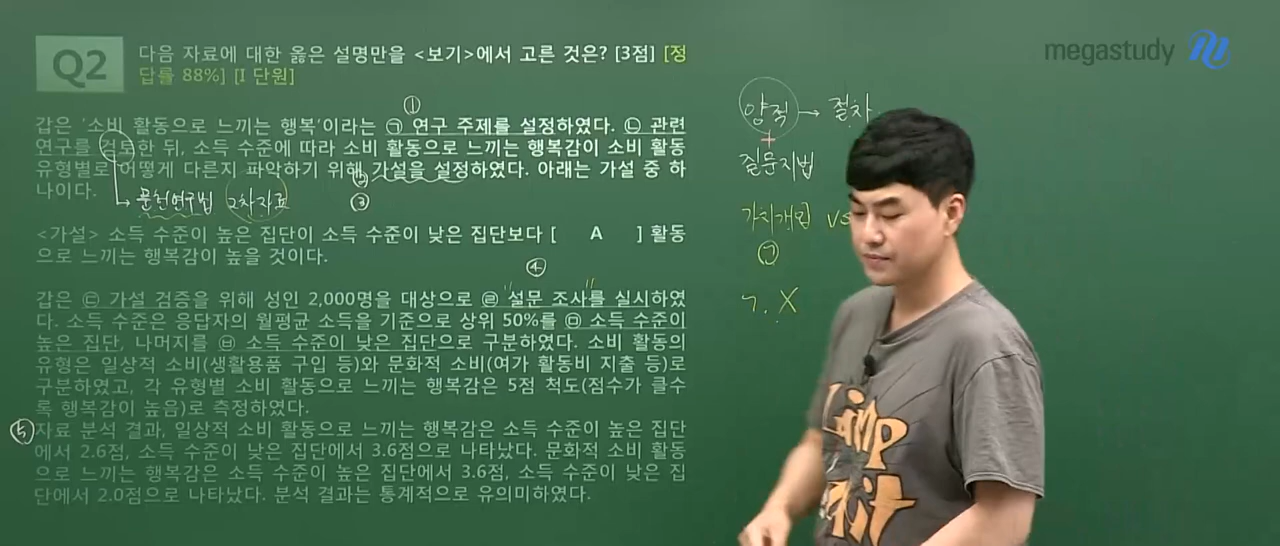 Q2
다음 자료에 대한 옳은 설명만을 <보기>에서 고른 것은? [3점] [정
답률 88%] [I 단원]
megastudy
①
양적 → 절차
갑은 '소비 활동으로 느끼는 행복'이라는 ㉠ 연구 주제를 설정하였다. ㉡ 관련
+
연구를 검토한 뒤, 소득 수준에 따라 소비 활동으로 느끼는 행복감이 소비 활동
질문지법
유형별로 어떻게 다른지 파악하기 위해 가설을 설정하였다. 아래는 가설 중 하
②
나이다.
문헌연구법 2차자료
③
가치개입 vs
<가설> 소득 수준이 높은 집단이 소득 수준이 낮은 집단보다 [ A ] 활동
으로 느끼는 행복감이 높을 것이다.
④
㉠
갑은 ㉢ 가설 검증을 위해 성인 2,000명을 대상으로 ㉣ "설문 조사"를 실시하였
ㄱ. X
다. 소득 수준은 응답자의 월평균 소득을 기준으로 상위 50%를 ㉤ 소득 수준이
높은 집단, 나머지를 ㉥ 소득 수준이 낮은 집단으로 구분하였다. 소비 활동의
유형은 일상적 소비(생활용품 구입 등)와 문화적 소비(여가 활동비 지출 등)로
구분하였고, 각 유형별 소비 활동으로 느끼는 행복감은 5점 척도(점수가 클수
록 행복감이 높음)로 측정하였다.
⑤
자료 분석 결과, 일상적 소비 활동으로 느끼는 행복감은 소득 수준이 높은 집단
에서 2.6점, 소득 수준이 낮은 집단에서 3.6점으로 나타났다. 문화적 소비 활동
으로 느끼는 행복감은 소득 수준이 높은 집단에서 3.6점, 소득 수준이 낮은 집
단에서 2.0점으로 나타났다. 분석 결과는 통계적으로 유의미하였다.